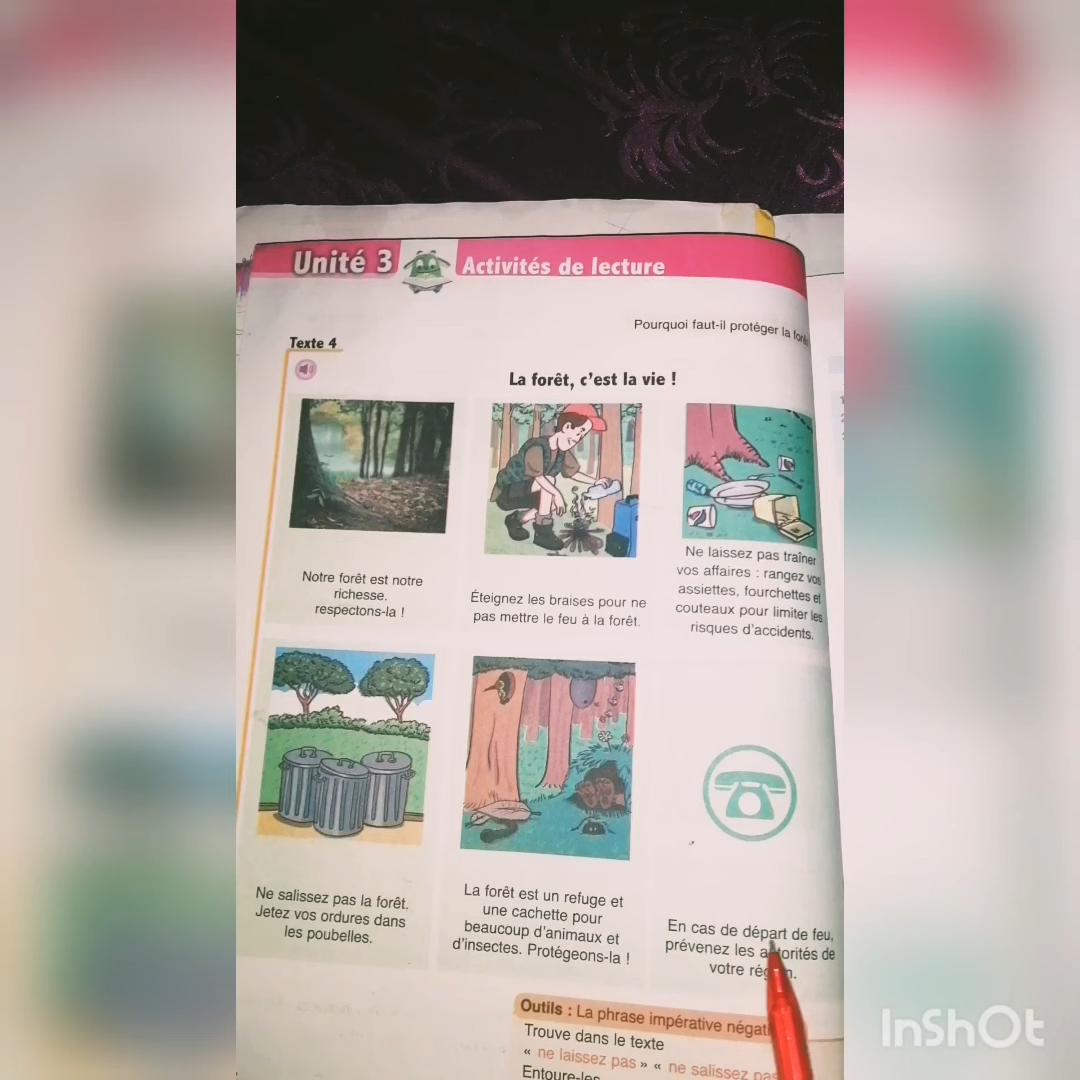 Unité 3
Activités de lecture
Pourquoi faut-il protéger la
Texte 4
La forêt, c'est la vie !
Notre forêt est notre
richesse.
respectons-la !
Éteignez les braises pour ne
pas mettre le feu à la forêt.
Ne laissez pas traîner
vos affaires : rangez vos
assiettes, fourchettes et
couteaux pour limiter les
risques d'accidents.
Ne salissez pas la forêt.
Jetez vos ordures dans
les poubelles.
La forêt est un refuge et
une cachette pour
beaucoup d'animaux et
d'insectes. Protégeons-la !
En cas de départ de feu,
prévenez les autorités de
votre
Outils : La phrase impérative
Trouve dans le texte
« ne laissez pas » « ne salissez pas
Entoure-les
InShOt